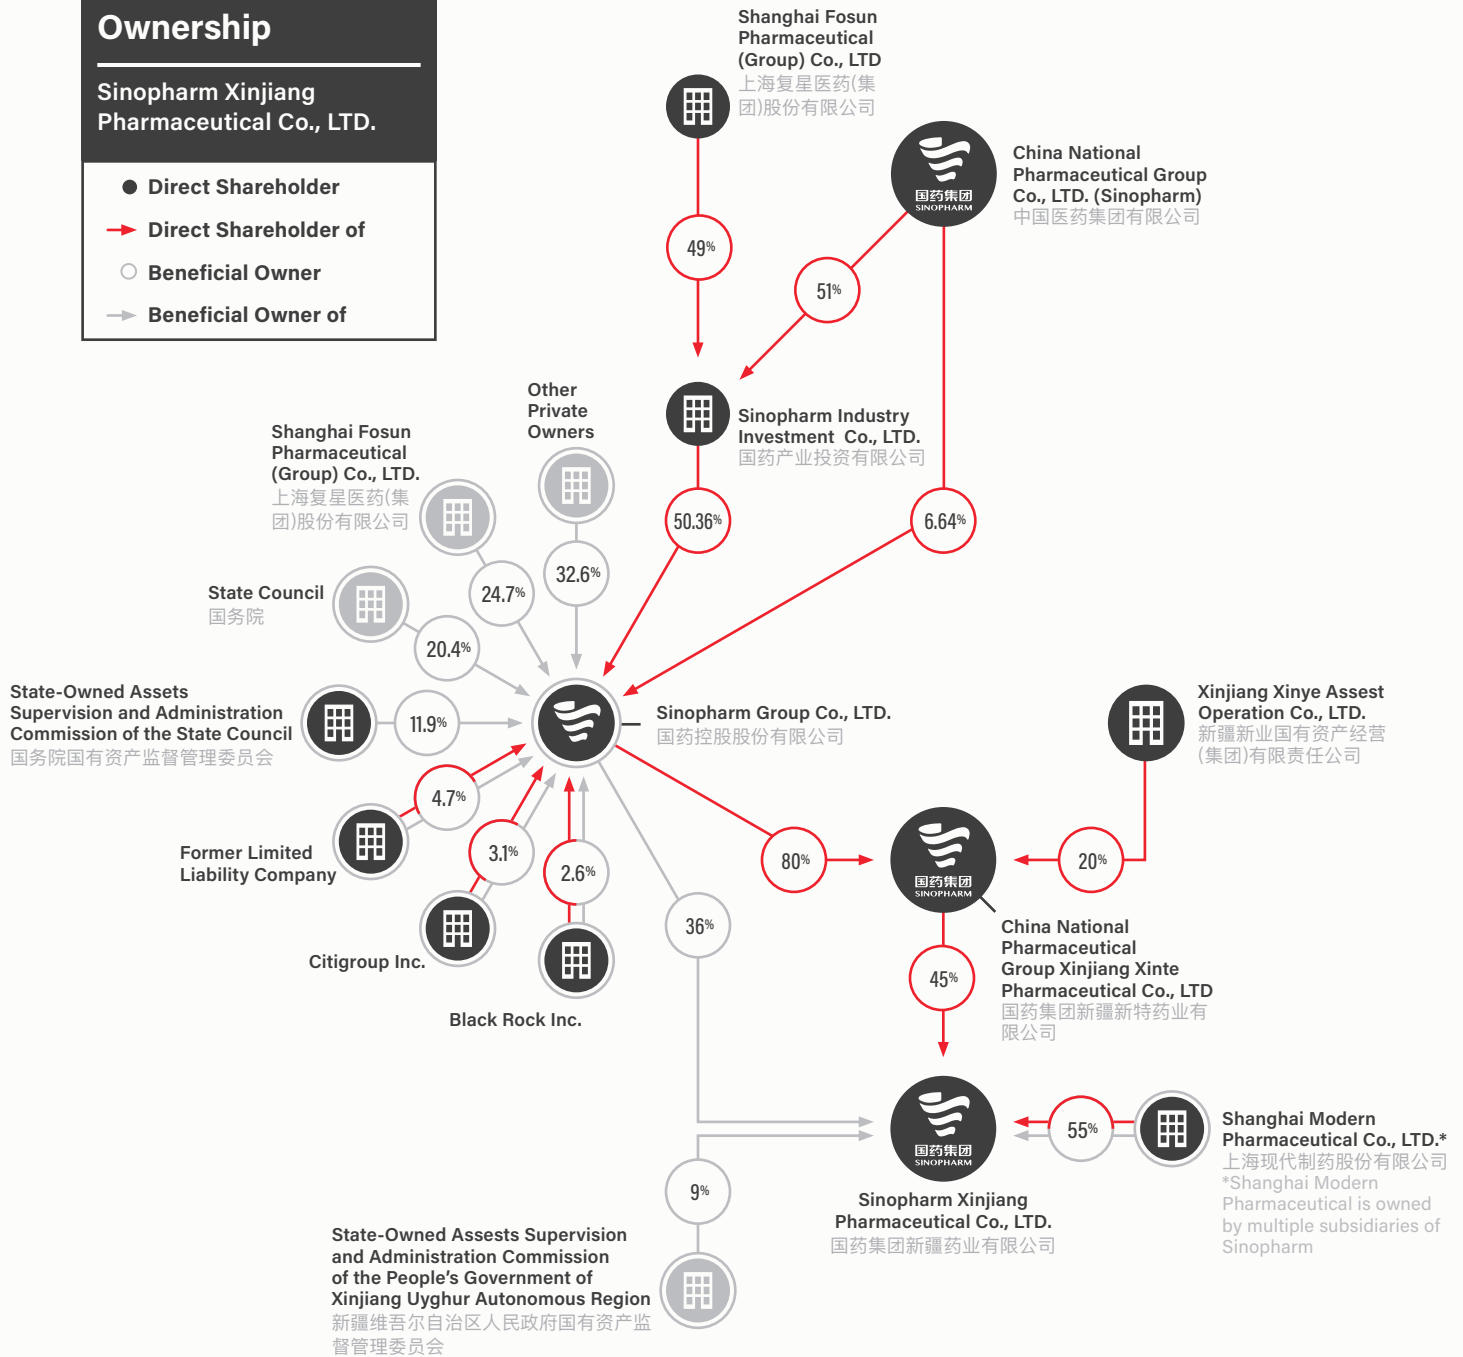 Ownership
Sinopharm Xinjiang
Pharmaceutical Co., LTD.
Direct Shareholder
Direct Shareholder of
Beneficial Owner
Beneficial Owner of
Shanghai Fosun
Pharmaceutical
(Group) Co., LTD
上海复星医药(集
团)股份有限公司
国药集团
SINOPHARM
China National
Pharmaceutical Group
Co., LTD. (Sinopharm)
中国医药集团有限公司
49%
51%
Sinopharm Industry
Investment Co., LTD.
国药产业投资有限公司
50.36%
6.64%
Other
Private
Owners
32.6%
Shanghai Fosun
Pharmaceutical
(Group) Co., LTD.
上海复星医药(集
团)股份有限公司
24.7%
State Council
国务院
20.4%
State-Owned Assets
Supervision and Administration
Commission of the State Council
国务院国有资产监督管理委员会
11.9%
Sinopharm Group Co., LTD.
国药控股股份有限公司
Xinjiang Xinye Assest
Operation Co., LTD.
新疆新业国有资产经营
(集团)有限责任公司
4.7%
Former Limited
Liability Company
3.1%
Citigroup Inc.
2.6%
Black Rock Inc.
80%
国药集团
SINOPHARM
20%
China National
Pharmaceutical
Group Xinjiang Xinte
Pharmaceutical Co., LTD
国药集团新疆新特药业有
限公司
36%
45%
国药集团
SINOPHARM
Sinopharm Xinjiang
Pharmaceutical Co., LTD.
国药集团新疆药业有限公司
55%
Shanghai Modern
Pharmaceutical Co., LTD.*
上海现代制药股份有限公司
*Shanghai Modern
Pharmaceutical is owned
by multiple subsidiaries of
Sinopharm
9%
State-Owned Assests Supervision
and Administration Commission
of the People's Government of
Xinjiang Uyghur Autonomous Region
新疆维吾尔自治区人民政府国有资产监
督管理委员会